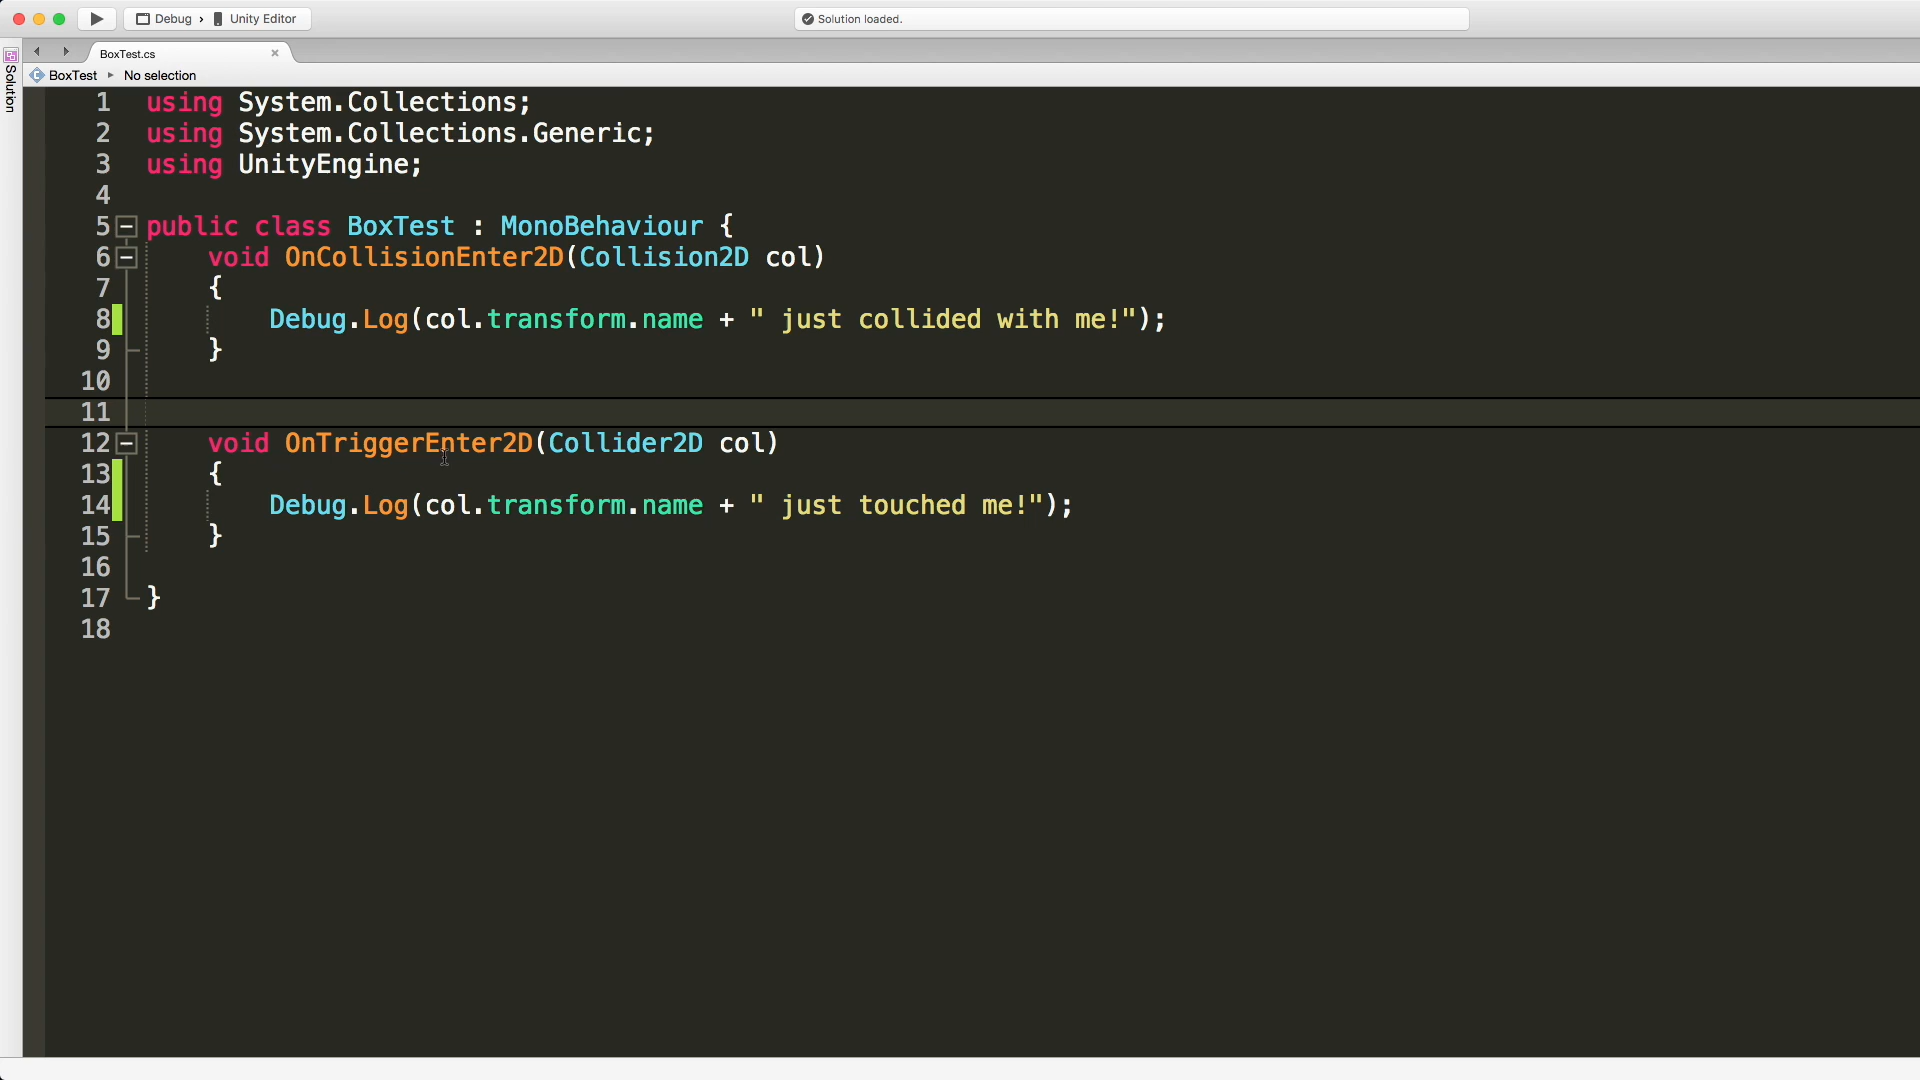 Debug › Unity Editor
Solution loaded.
Solution
BoxTest.cs
BoxTest ▸ No selection
1 using System.Collections;
2 using System.Collections.Generic;
3 using UnityEngine;
4
5 public class BoxTest : MonoBehaviour {
6 void OnCollisionEnter2D(Collision2D col)
7 {
8 Debug.Log(col.transform.name + " just collided with me!");
9 }
10
11
12 void OnTriggerEnter2D(Collider2D col)
13 {
14 Debug.Log(col.transform.name + " just touched me!");
15 }
16
17 }
18